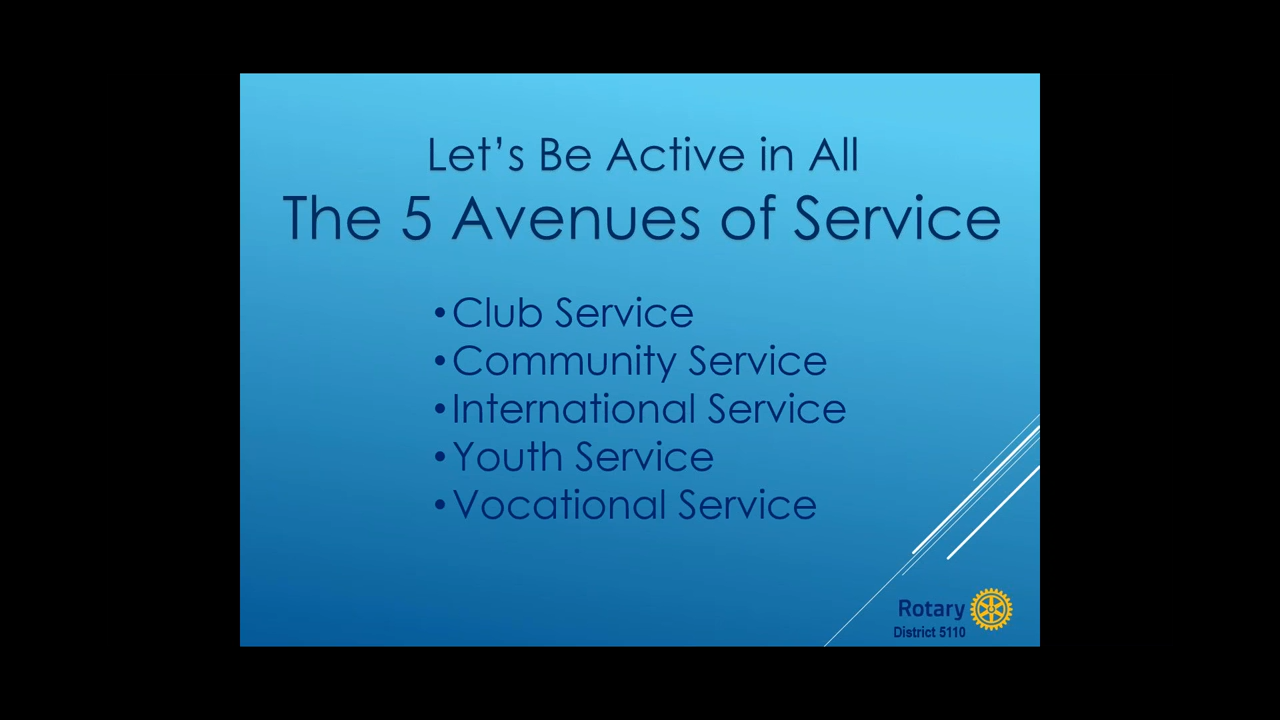 Let's Be Active in All
The 5 Avenues of Service
•Club Service
•Community Service
•International Service
•Youth Service
•Vocational Service
Rotary
District 5110